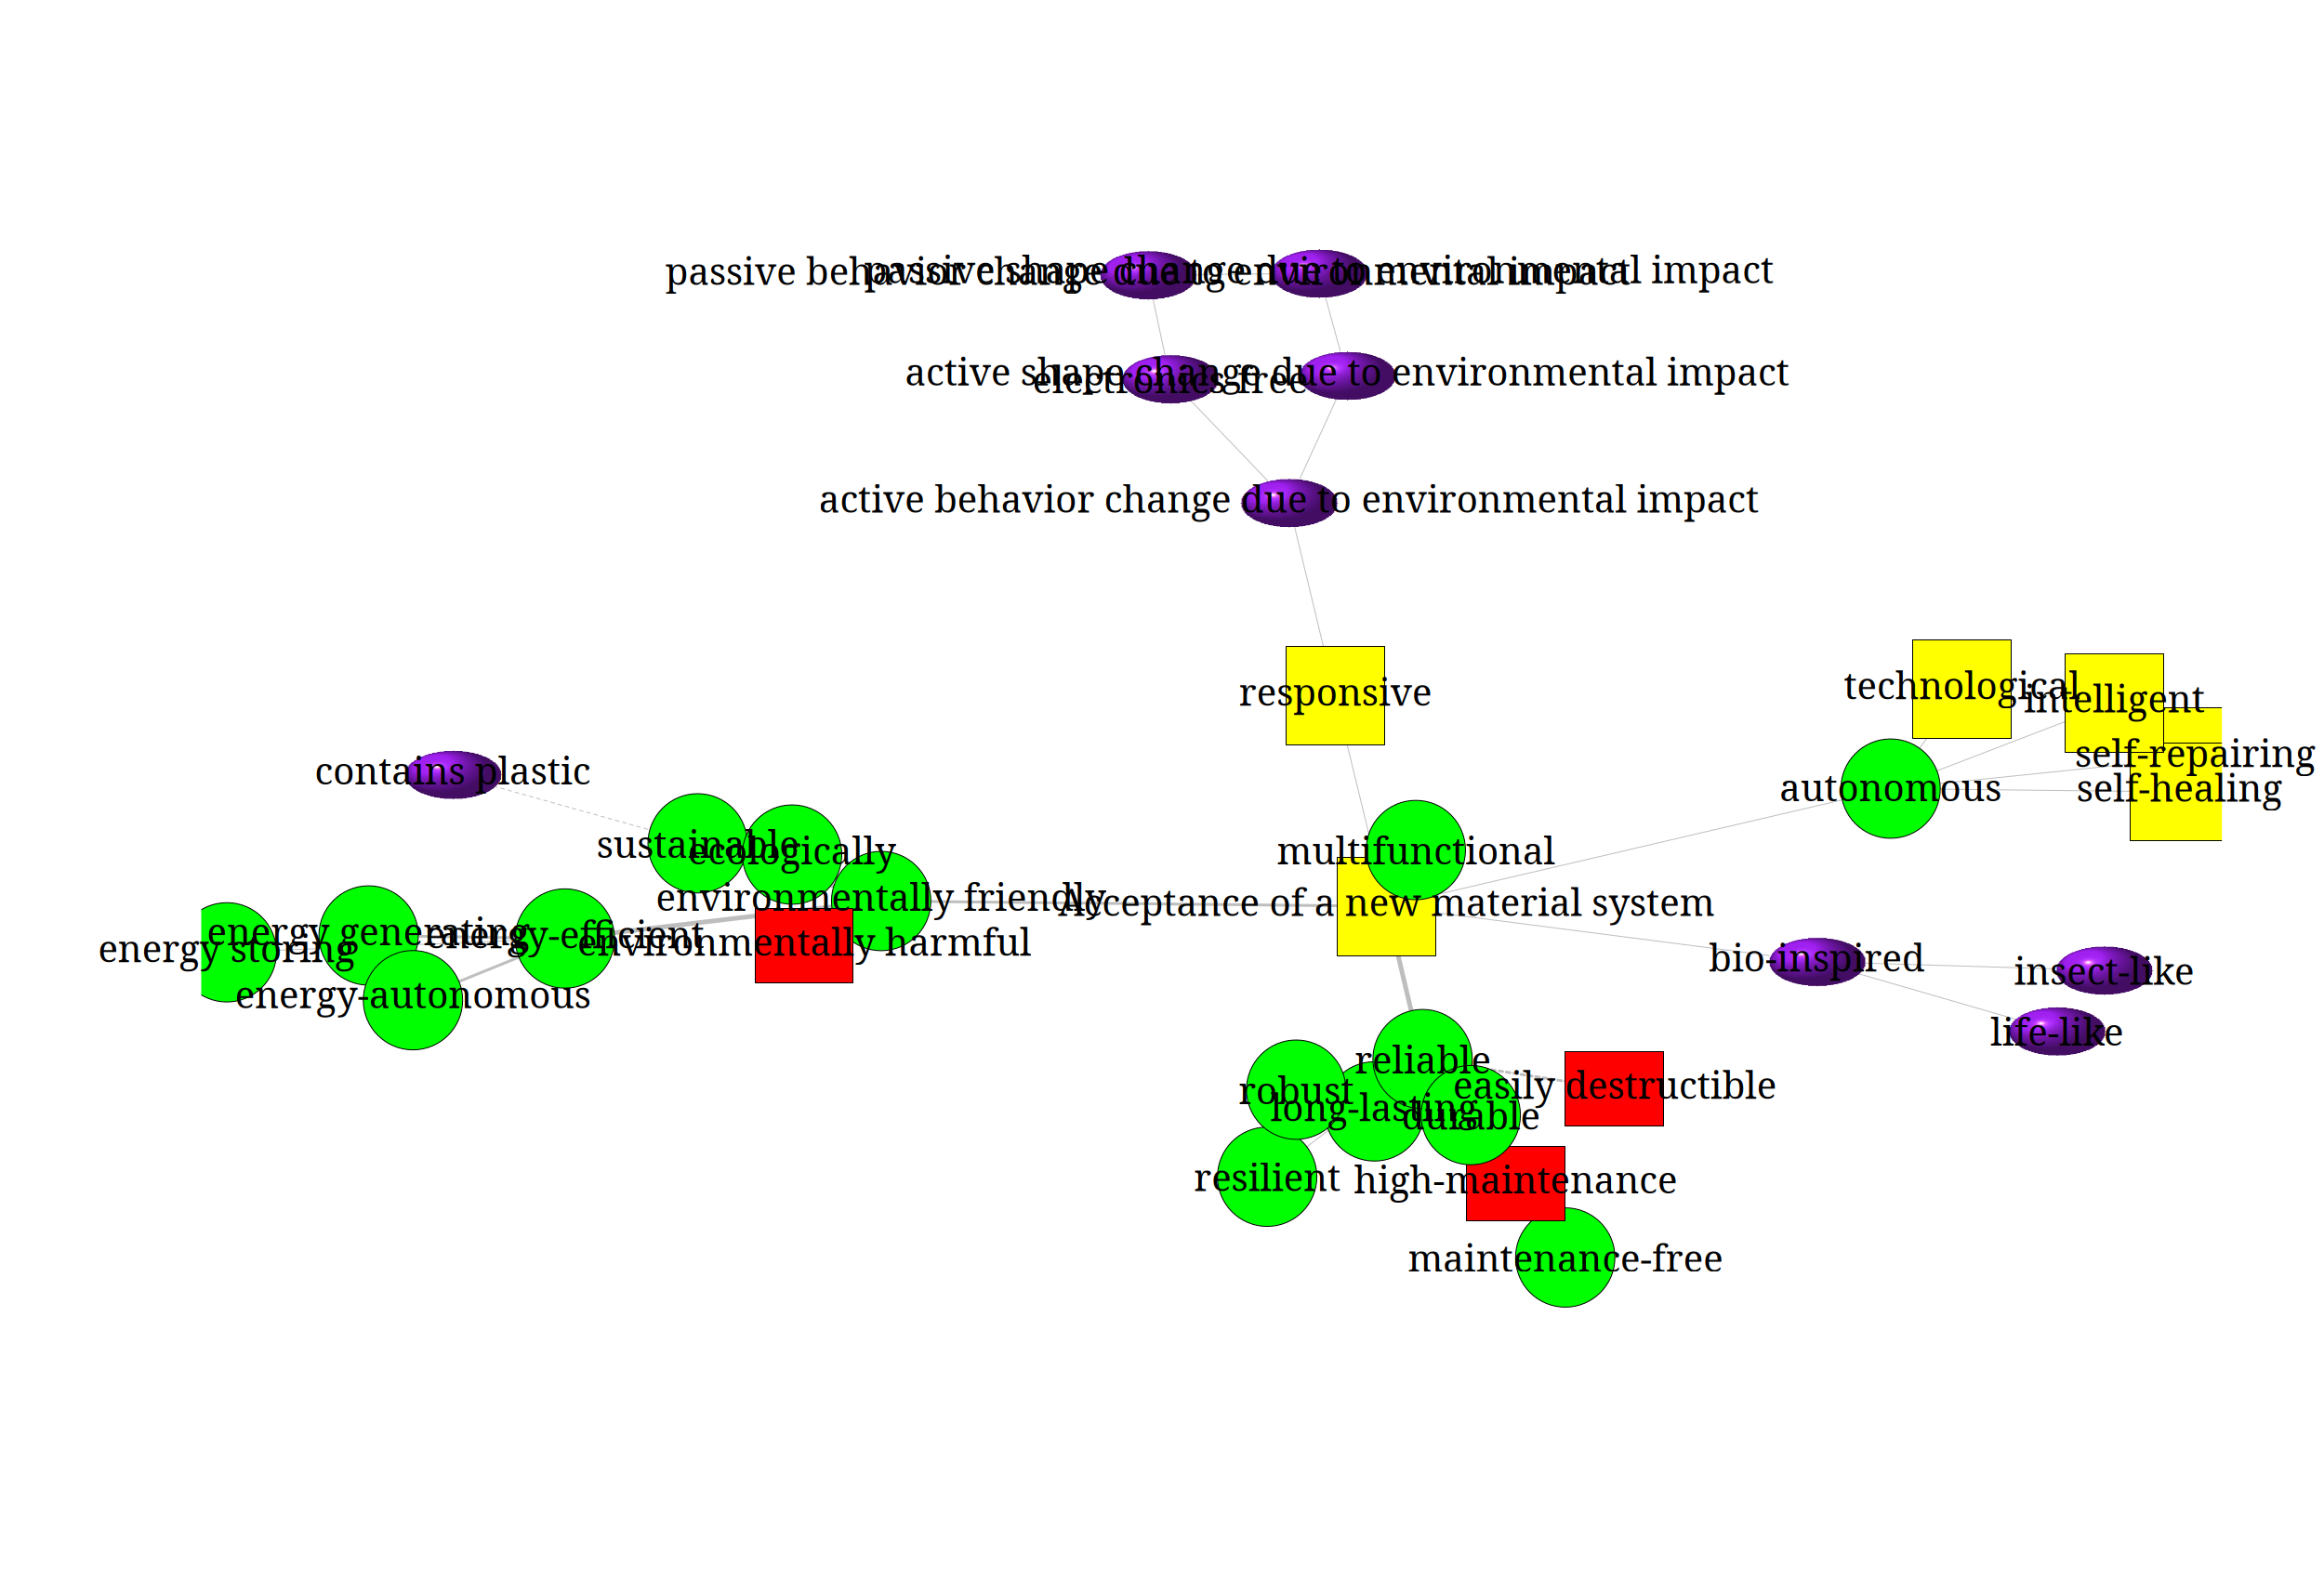 passive behavior change due to environmental impact
passive shape change due to environmental impact
active shape change due to environmental impact
electronics free
active behavior change due to environmental impact
responsive
technological
intelligent
self-repairing
self-healing
autonomous
contains plastic
sustainable
ecologically
multifunctional
environmentally friendly
Acceptance of a new material system
energy generating
energy-efficient
environmentally harmful
energy storing
energy-autonomous
bio-inspired
insect-like
life-like
reliable
easily destructible
robust
long-lasting
durable
resilient
high-maintenance
maintenance-free